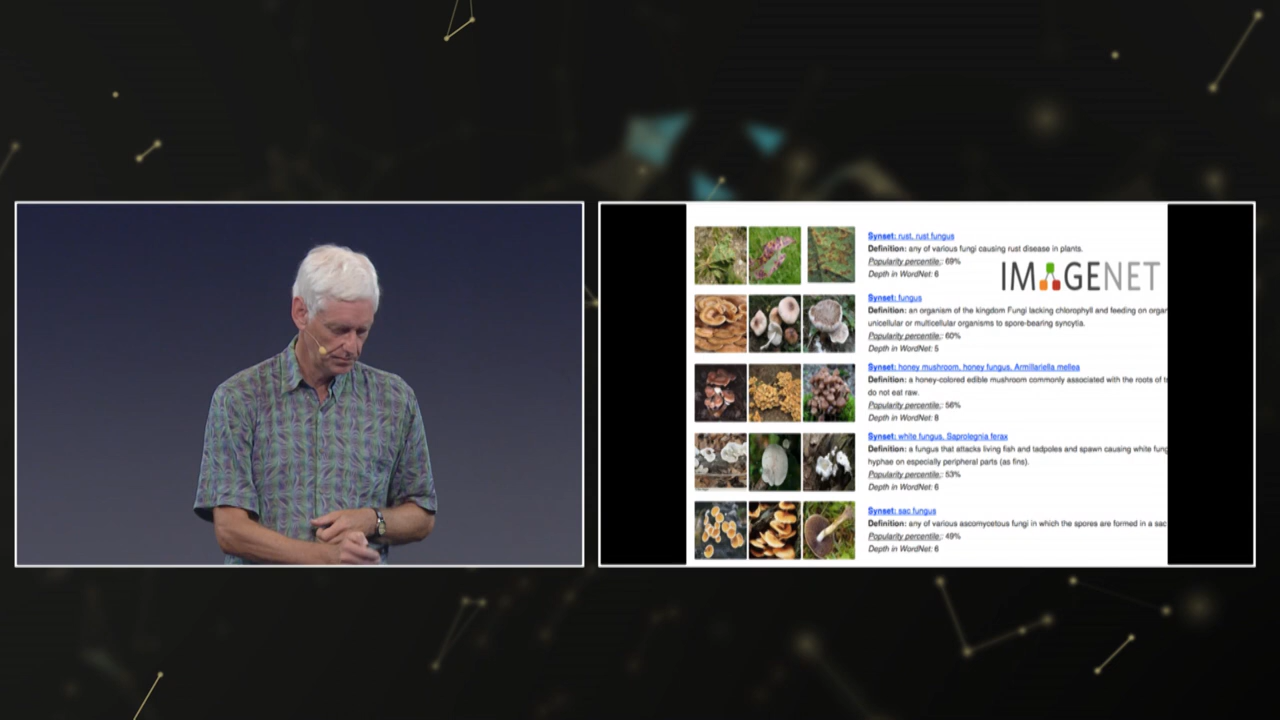 Synset: rust, rust fungus
Definition: any of various fungi causing rust disease in plants.
Popularity percentile:: 69%
Depth in WordNet: 6
IMAGENET
Synset: fungus
Definition: an organism of the kingdom Fungi lacking chlorophyll and feeding on
unicellular or multicellular organisms to spore-bearing syncytia.
Popularity percentile:: 60%
Depth in WordNet: 5
Synset: honey mushroom, honey fungus, Armillariella mellea
Definition: a honey-colored edible mushroom commonly associated with the roots of
do not eat raw.
Popularity percentile:: 56%
Depth in WordNet: 8
Synset: white fungus, Saprolegnia ferax
Definition: a fungus that attacks living fish and tadpoles and spawn causing white
hyphae on especially peripheral parts (as fins).
Popularity percentile:: 53%
Depth in WordNet: 6
Synset: sac fungus
Definition: any of various ascomycetous fungi in which the spores are formed in a sac
Popularity percentile:: 49%
Depth in WordNet: 6